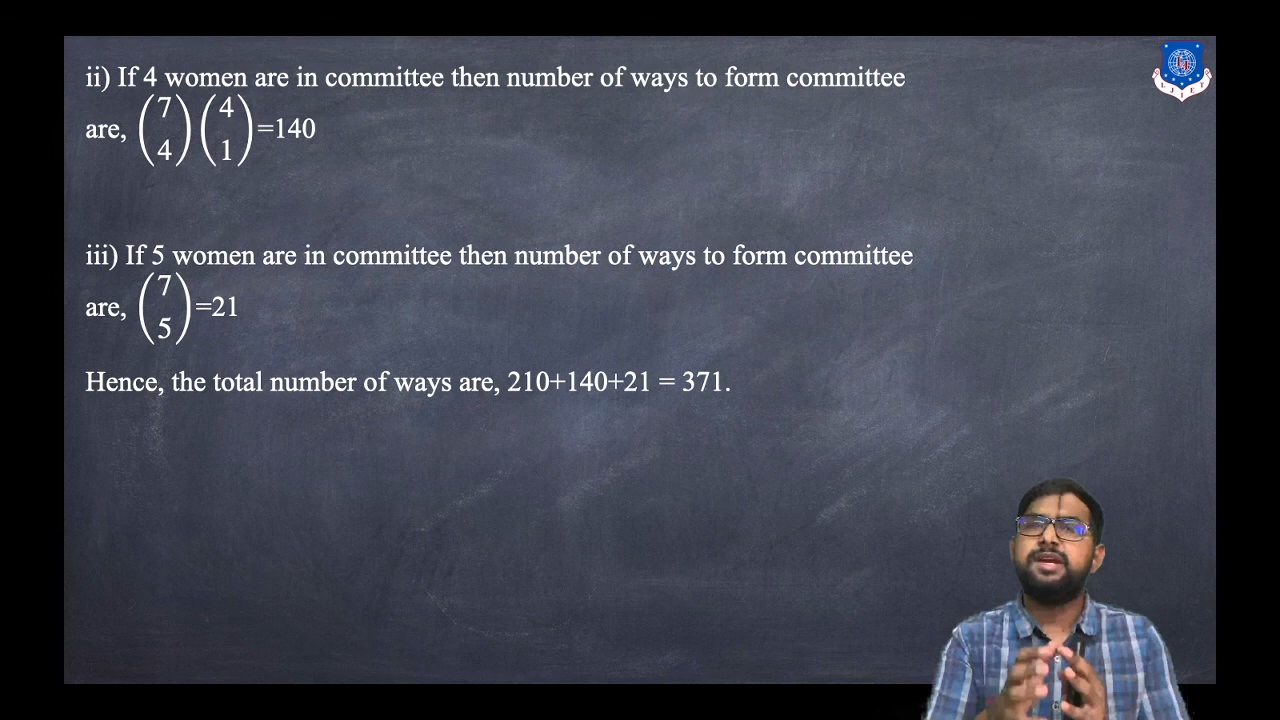 ii) If 4 women are in committee then number of ways to form committee
are, (7 4) (4 1) =140
iii) If 5 women are in committee then number of ways to form committee
are, (7 5) =21
Hence, the total number of ways are, 210+140+21 = 371.
LJIET